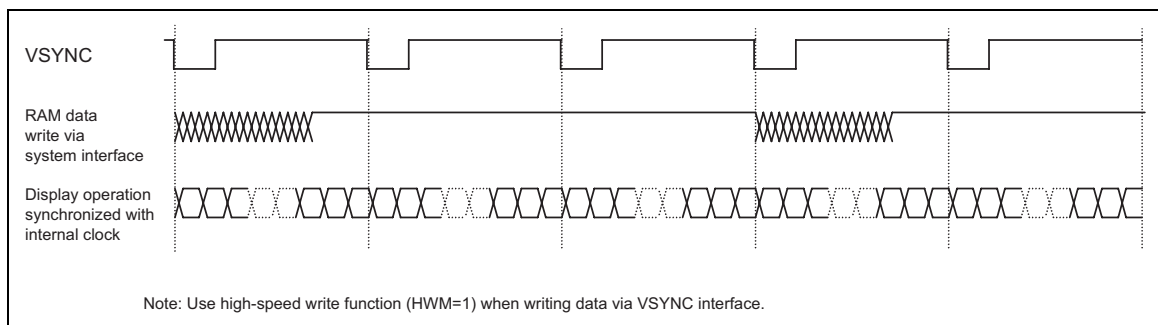 VSYNC
RAM data
write via
system interface
Display operation
synchronized with
internal clock
Note: Use high-speed write function (HWM=1) when writing data via VSYNC interface.